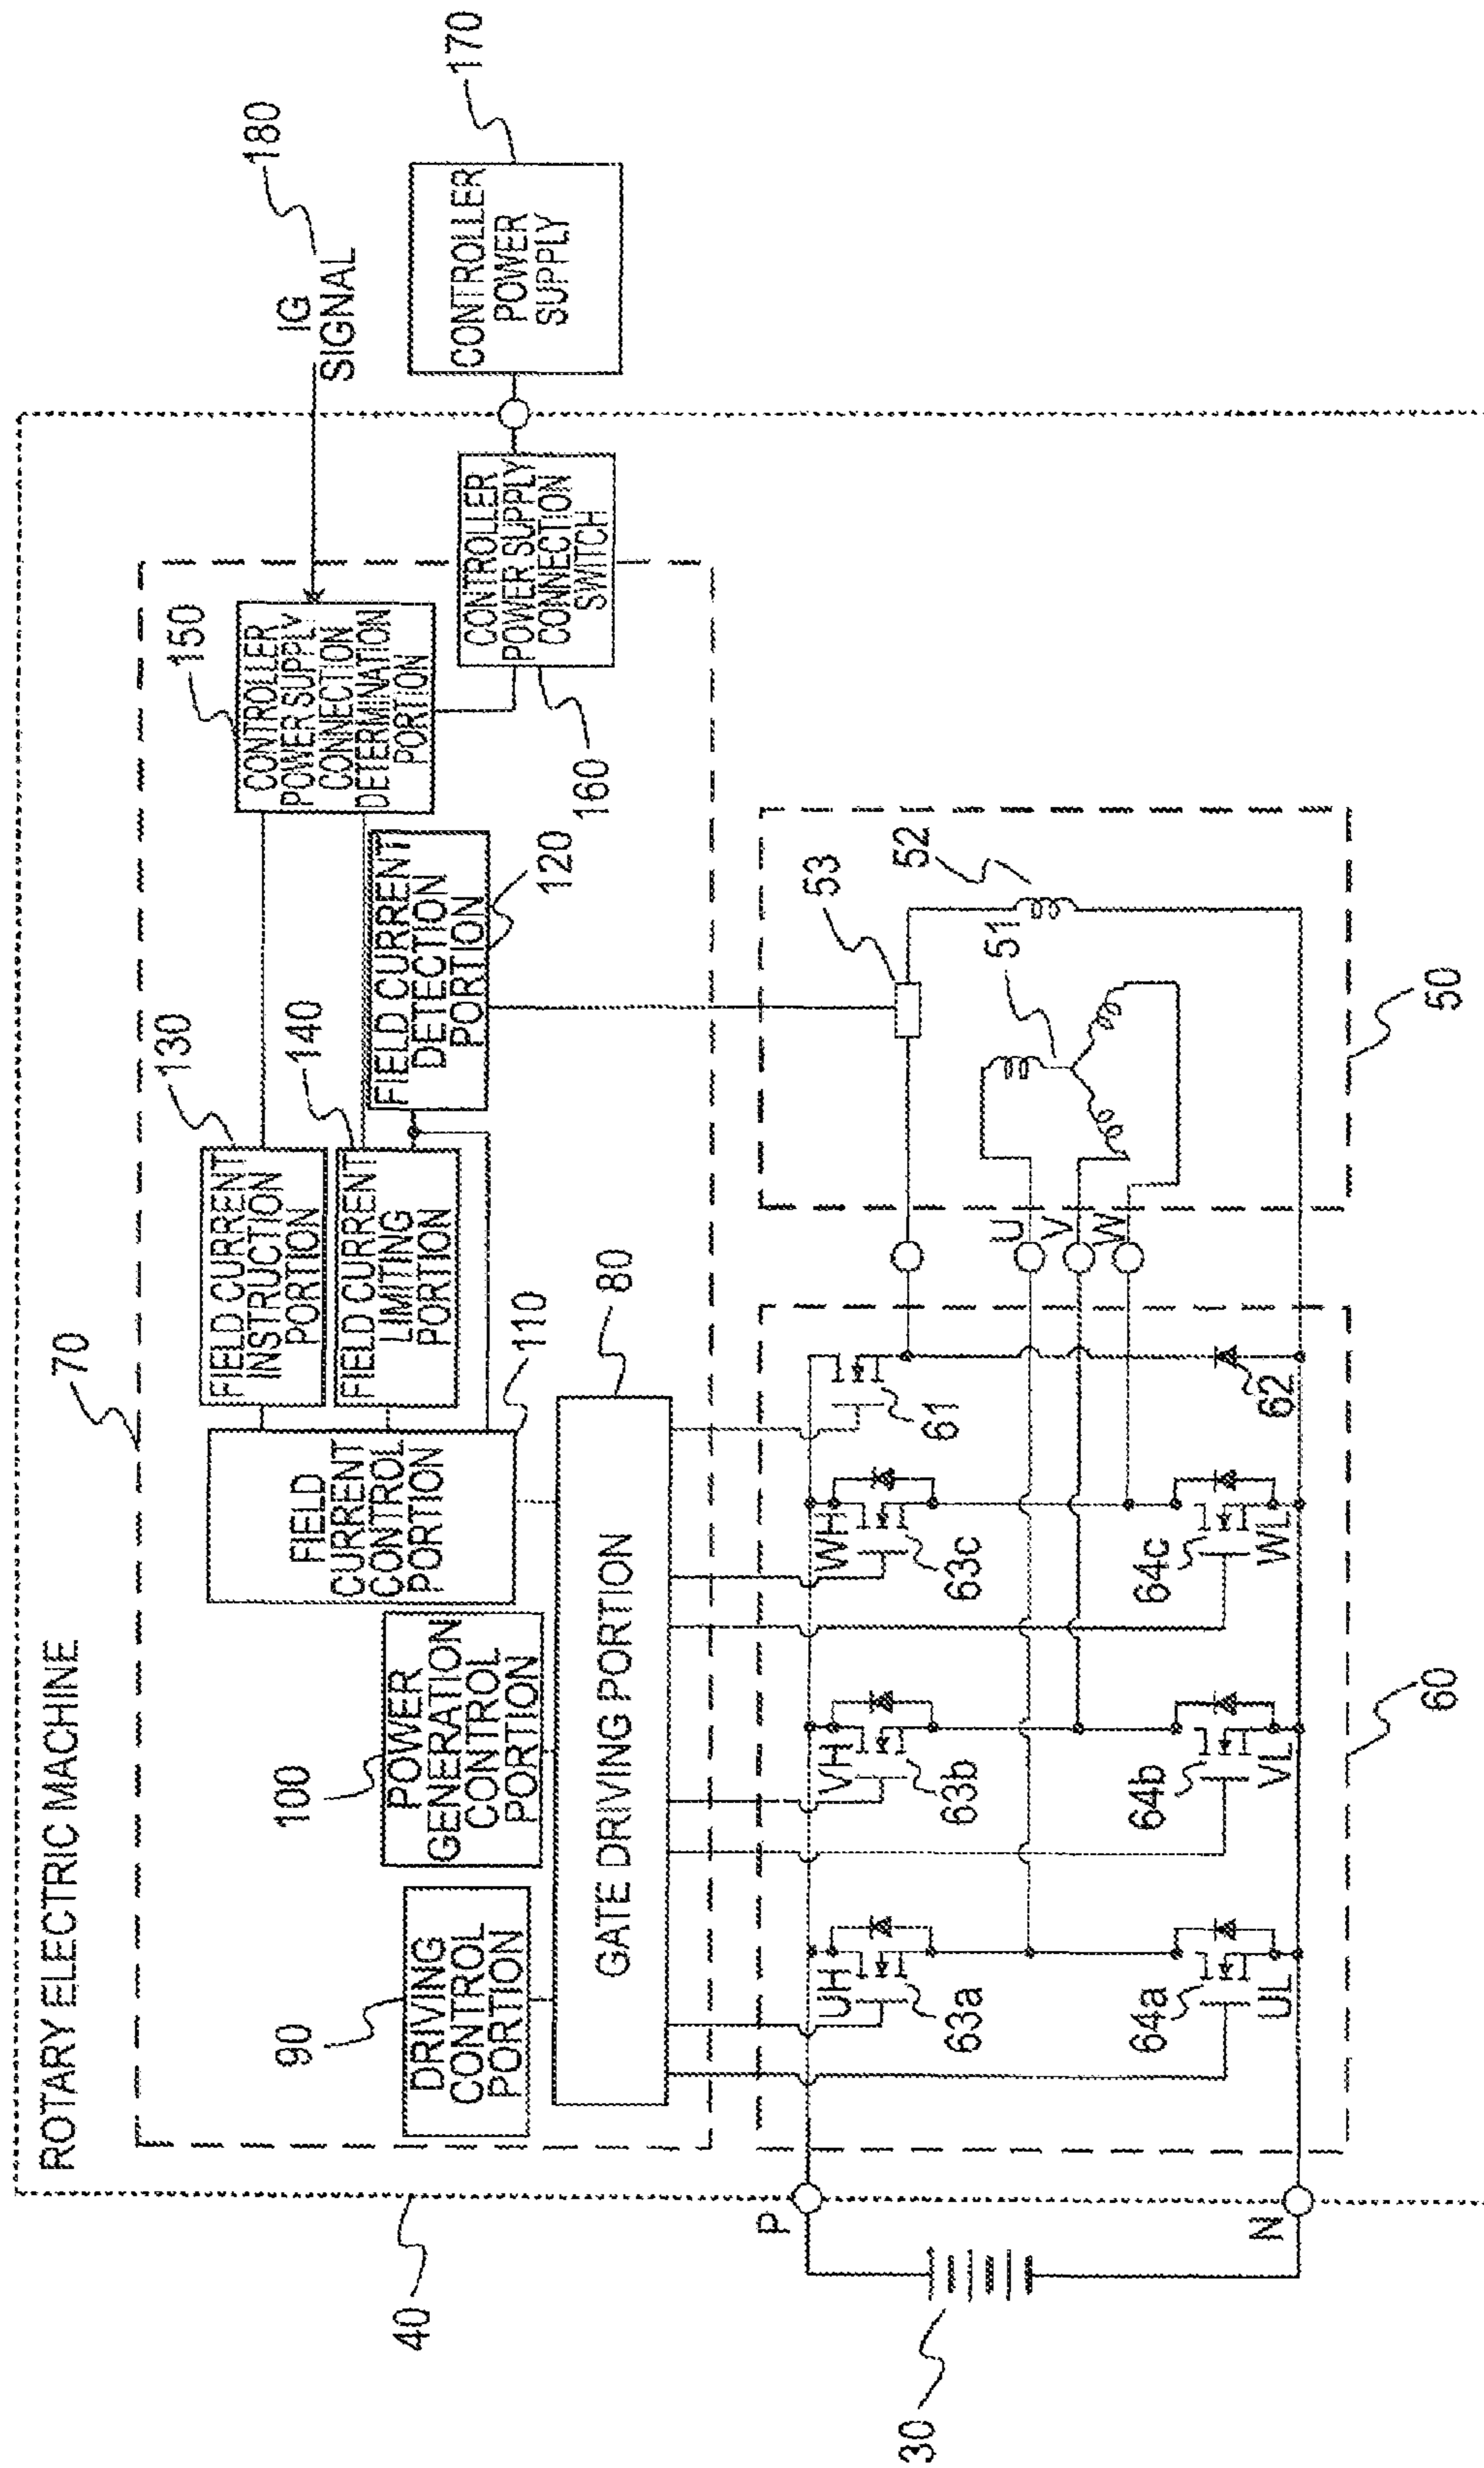 ROTARY ELECTRIC MACHINE
70
40
IG
SIGNAL
180
170
CONTROLLER
POWER
SUPPLY
150
CONTROLLER
POWER SUPPLY
CONNECTION
DETERMINATION
PORTION
CONTROLLER
POWER SUPPLY
CONNECTION
SWITCH
160
130
FIELD CURRENT
INSTRUCTION
PORTION
140
FIELD CURRENT
LIMITING
PORTION
FIELD CURRENT
DETECTION
PORTION
120
FIELD
CURRENT
CONTROL
PORTION
110
100
POWER
GENERATION
CONTROL
PORTION
90
DRIVING
CONTROL
PORTION
GATE DRIVING PORTION
80
53
52
51
50
U
V
W
P
N
30
UH
63a
VH
63b
WH
63c
61
64a
UL
64b
VL
64c
WL
62
60